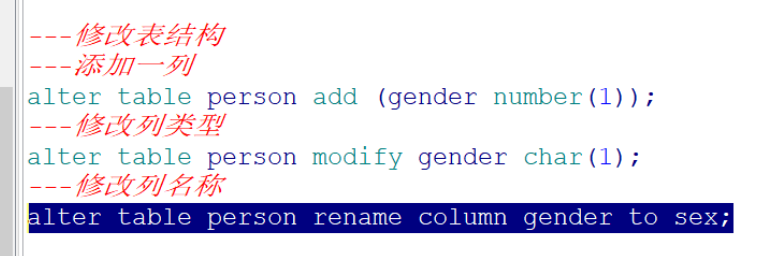 ---修改表结构
---添加一列
alter table person add (gender number(1));
---修改列类型
alter table person modify gender char(1);
---修改列名称
alter table person rename column gender to sex;